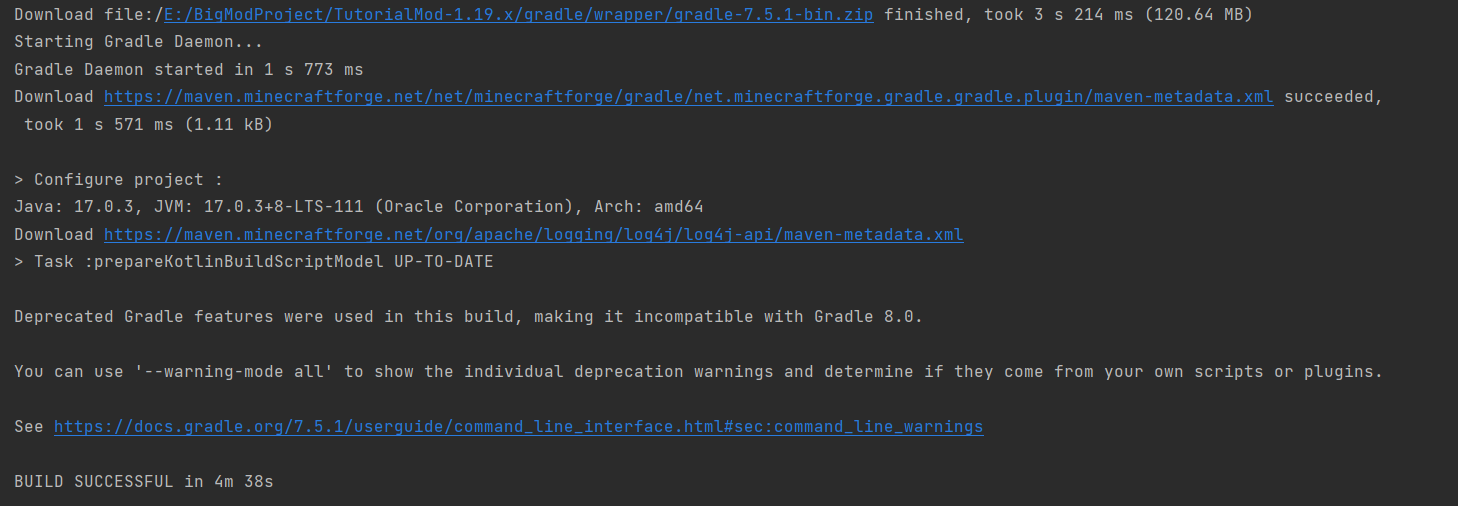 Download file:/E:/BigModProject/TutorialMod-1.19.x/gradle/wrapper/gradle-7.5.1-bin.zip finished, took 3 s 214 ms (120.64 MB)
Starting Gradle Daemon...
Gradle Daemon started in 1 s 773 ms
Download https://maven.minecraftforge.net/net/minecraftforge/gradle/net.minecraftforge.gradle.gradle.plugin/maven-metadata.xml succeeded,
 took 1 s 571 ms (1.11 kB)
> Configure project :
Java: 17.0.3, JVM: 17.0.3+8-LTS-111 (Oracle Corporation), Arch: amd64
Download https://maven.minecraftforge.net/org/apache/logging/log4j/log4j-api/maven-metadata.xml
> Task :prepareKotlinBuildScriptModel UP-TO-DATE
Deprecated Gradle features were used in this build, making it incompatible with Gradle 8.0.
You can use '--warning-mode all' to show the individual deprecation warnings and determine if they come from your own scripts or plugins.
See https://docs.gradle.org/7.5.1/userguide/command_line_interface.html#sec:command_line_warnings
BUILD SUCCESSFUL in 4m 38s